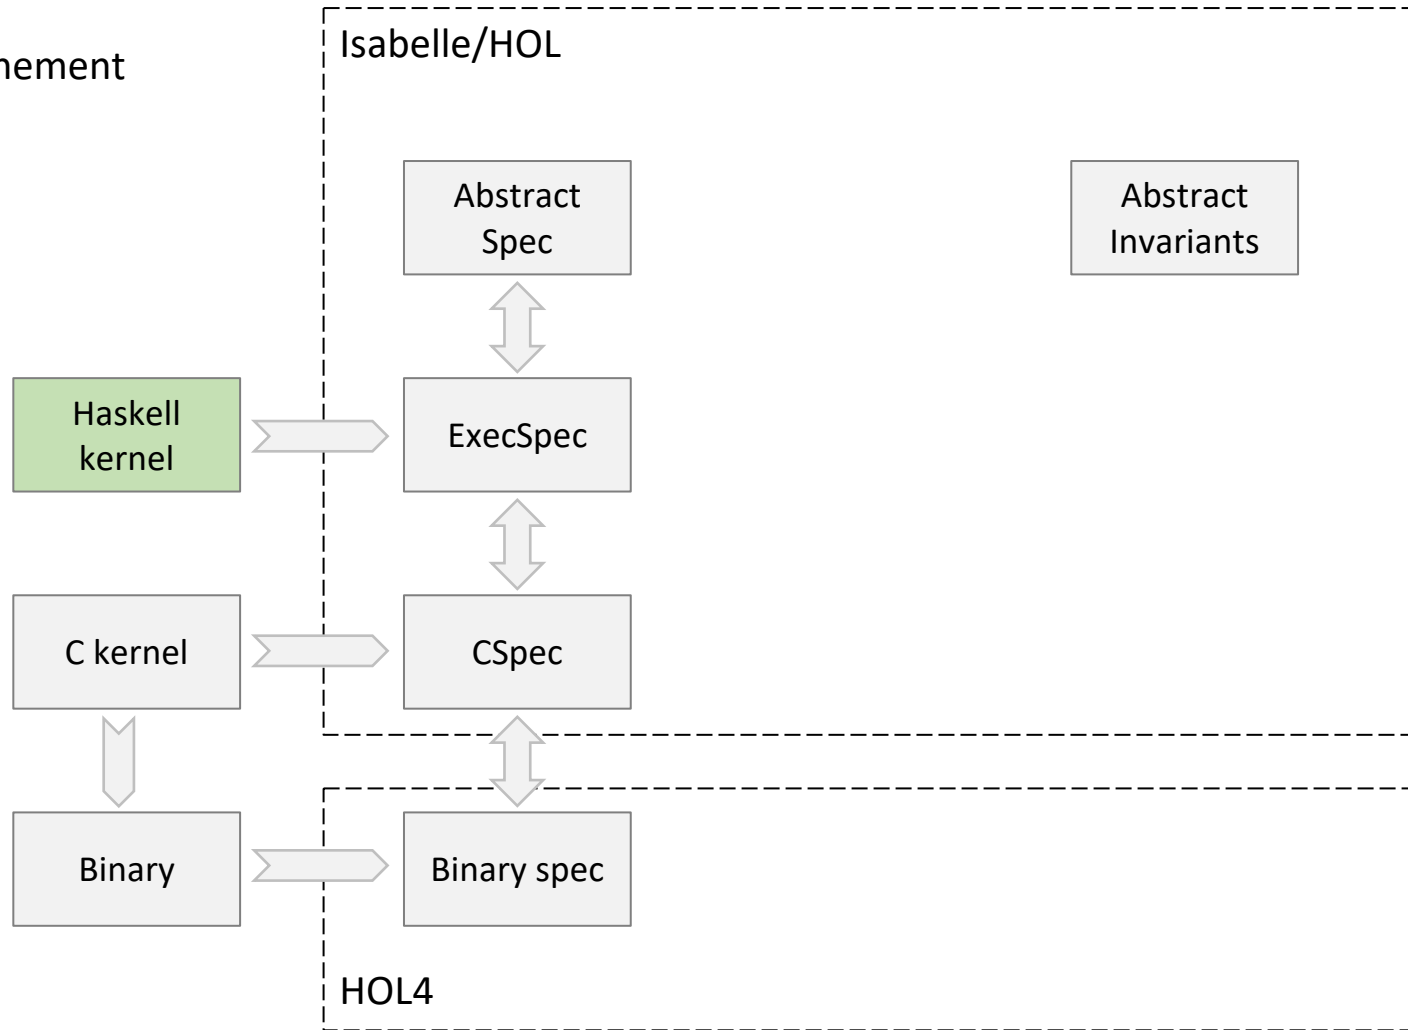 nement
Isabelle/HOL
Abstract
Spec
Abstract
Invariants
Haskell
kernel
ExecSpec
C kernel
CSpec
Binary
Binary spec
HOL4